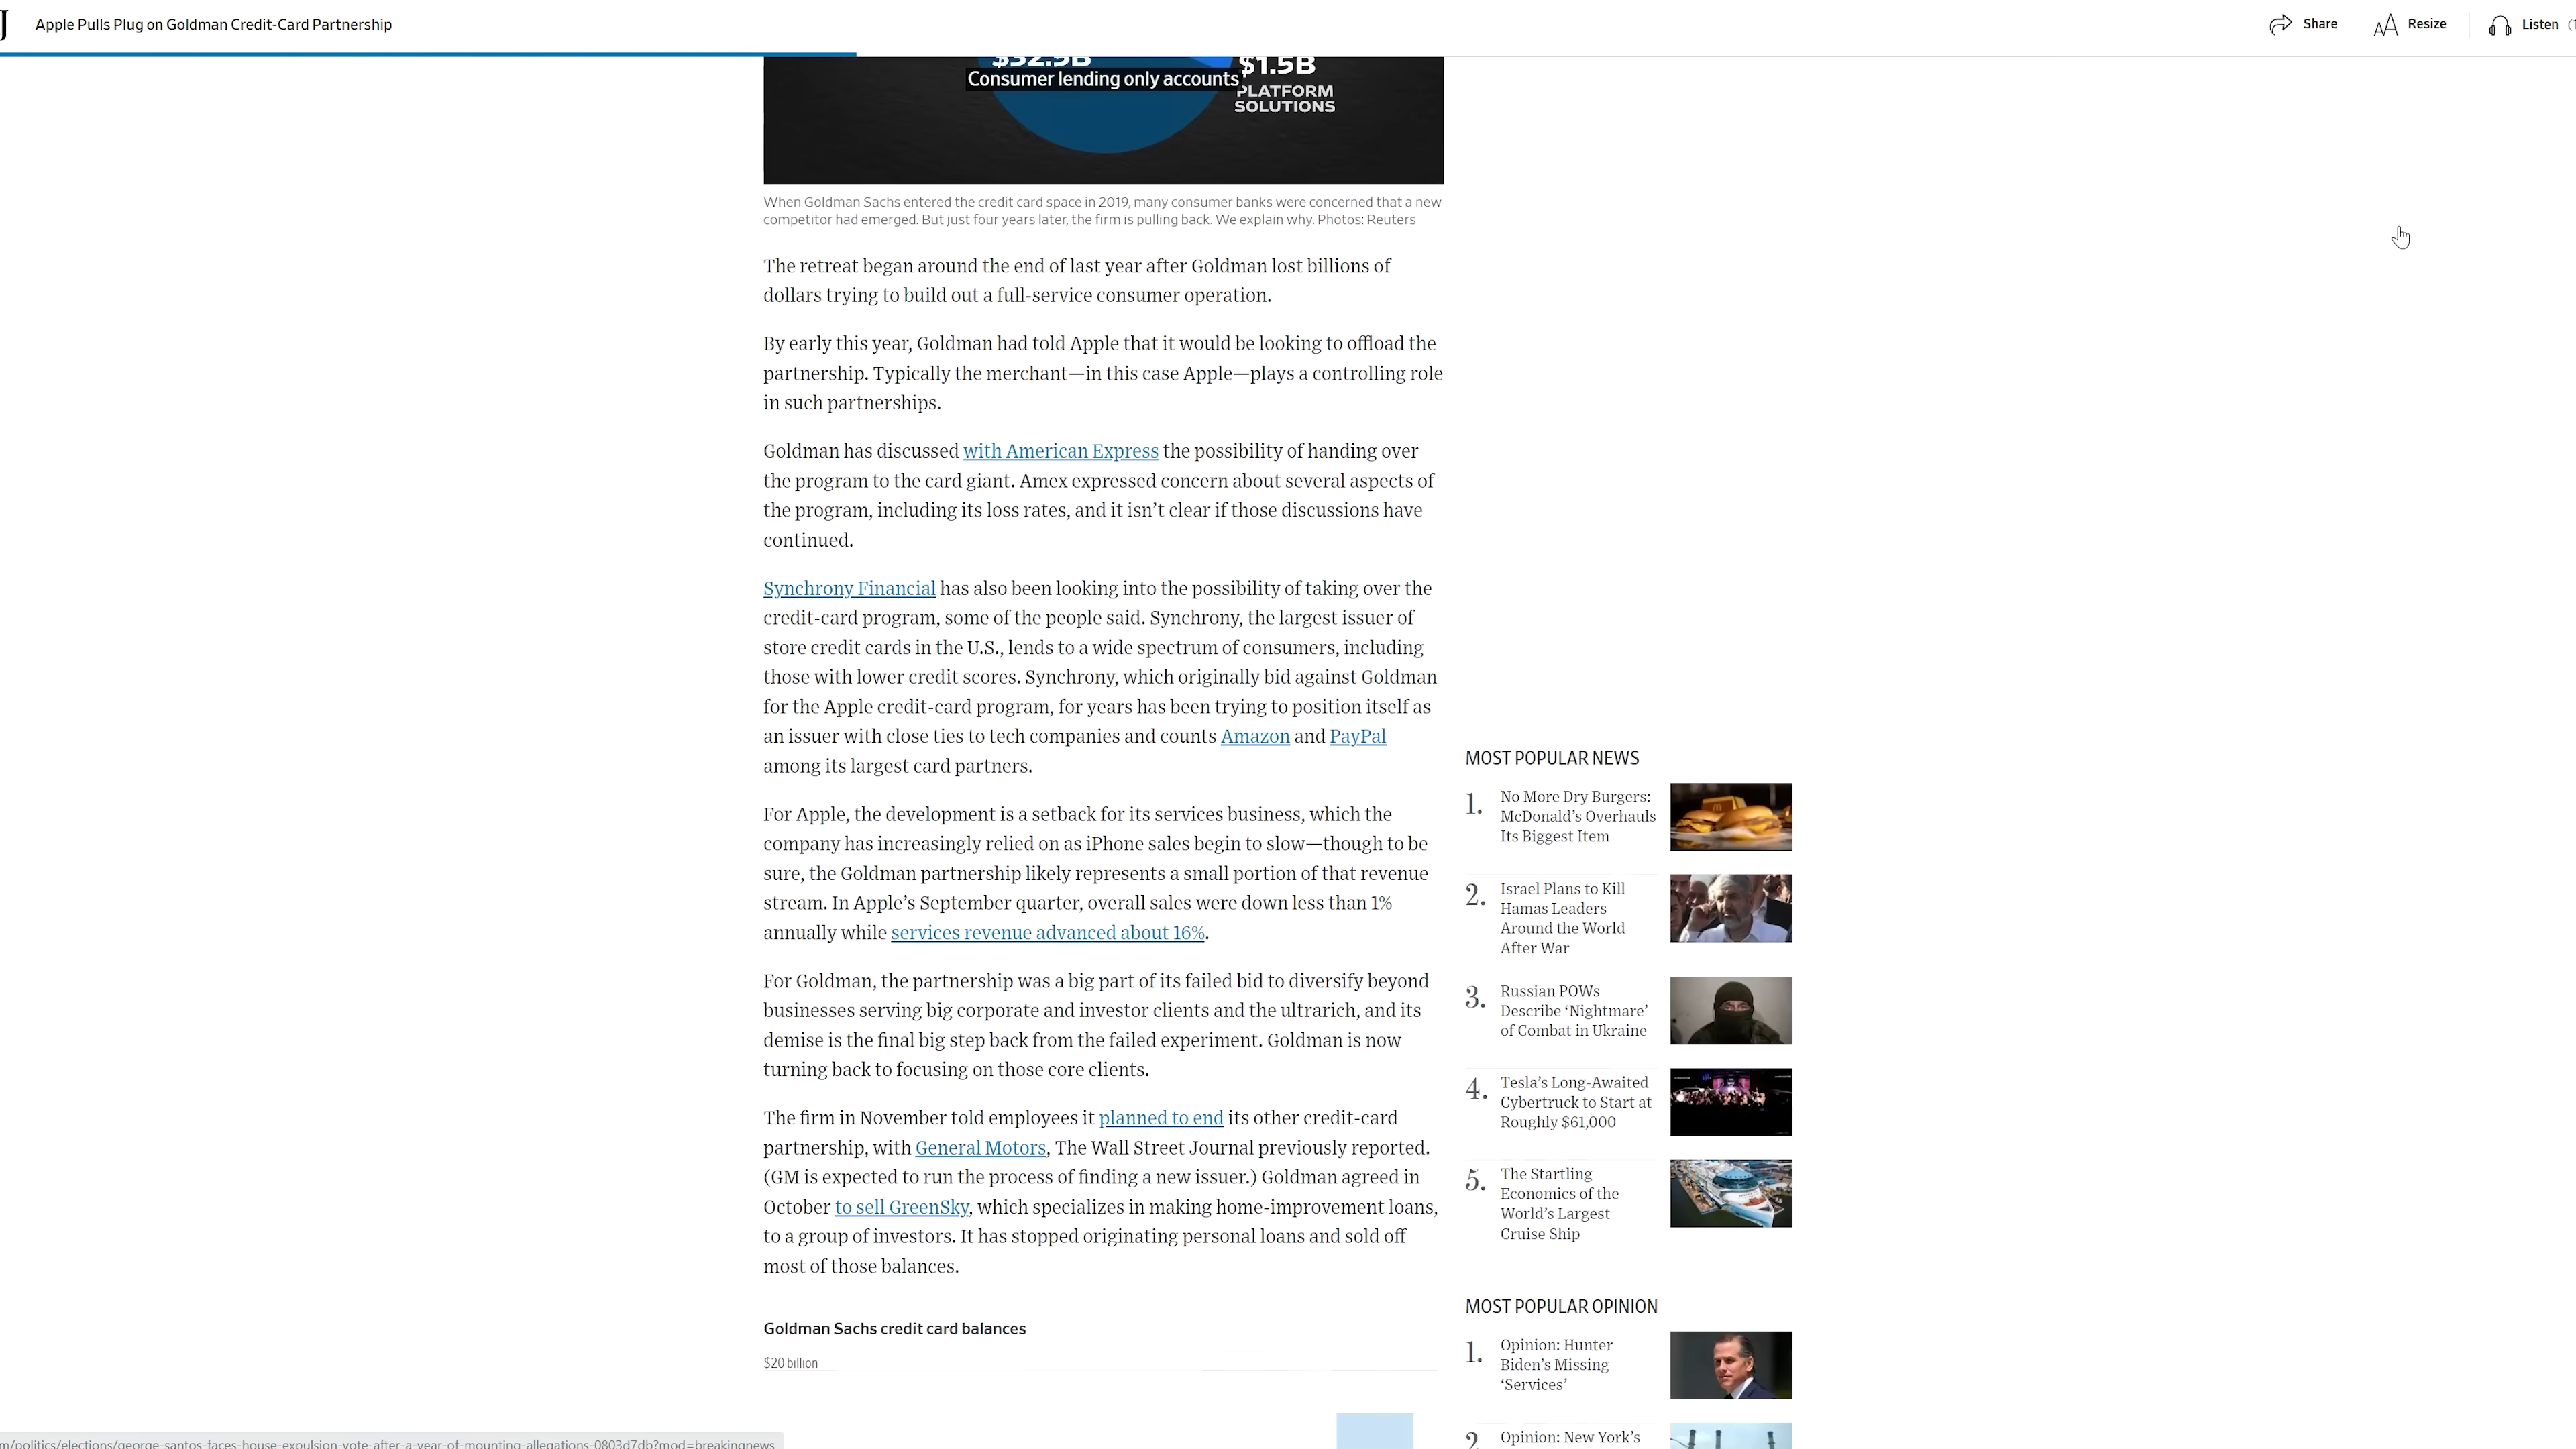 J
Apple Pulls Plug on Goldman Credit-Card Partnership
Share
Resize
Listen
$32.5B
Consumer lending only accounts
$1.5B
PLATFORM
SOLUTIONS
When Goldman Sachs entered the credit card space in 2019, many consumer banks were concerned that a new
competitor had emerged. But just four years later, the firm is pulling back. We explain why. Photos: Reuters
The retreat began around the end of last year after Goldman lost billions of
dollars trying to build out a full-service consumer operation.
By early this year, Goldman had told Apple that it would be looking to offload the
partnership. Typically the merchant—in this case Apple—plays a controlling role
in such partnerships.
Goldman has discussed with American Express the possibility of handing over
the program to the card giant. Amex expressed concern about several aspects of
the program, including its loss rates, and it isn’t clear if those discussions have
continued.
Synchrony Financial has also been looking into the possibility of taking over the
credit-card program, some of the people said. Synchrony, the largest issuer of
store credit cards in the U.S., lends to a wide spectrum of consumers, including
those with lower credit scores. Synchrony, which originally bid against Goldman
for the Apple credit-card program, for years has been trying to position itself as
an issuer with close ties to tech companies and counts Amazon and PayPal
among its largest card partners.
For Apple, the development is a setback for its services business, which the
company has increasingly relied on as iPhone sales begin to slow—though to be
sure, the Goldman partnership likely represents a small portion of that revenue
stream. In Apple’s September quarter, overall sales were down less than 1%
annually while services revenue advanced about 16%.
For Goldman, the partnership was a big part of its failed bid to diversify beyond
businesses serving big corporate and investor clients and the ultrarich, and its
demise is the final big step back from the failed experiment. Goldman is now
turning back to focusing on those core clients.
The firm in November told employees it planned to end its other credit-card
partnership, with General Motors, The Wall Street Journal previously reported.
(GM is expected to run the process of finding a new issuer.) Goldman agreed in
October to sell GreenSky, which specializes in making home-improvement loans,
to a group of investors. It has stopped originating personal loans and sold off
most of those balances.
Goldman Sachs credit card balances
$20 billion
MOST POPULAR NEWS
1.
No More Dry Burgers:
McDonald’s Overhauls
Its Biggest Item
2.
Israel Plans to Kill
Hamas Leaders
Around the World
After War
3.
Russian POWs
Describe ‘Nightmare’
of Combat in Ukraine
4.
Tesla’s Long-Awaited
Cybertruck to Start at
Roughly $61,000
5.
The Startling
Economics of the
World’s Largest
Cruise Ship
MOST POPULAR OPINION
1.
Opinion: Hunter
Biden’s Missing
‘Services’
2
Opinion: New York’s
m/politics/elections/george-santos-faces-house-expulsion-vote-after-a-year-of-mounting-allegations-0803d7db?mod=breakingnews